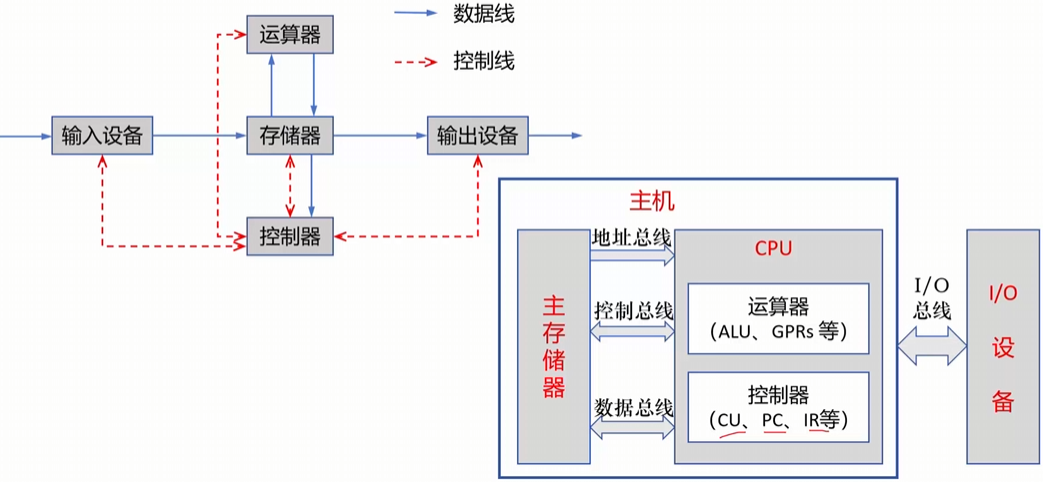 数据线
运算器
控制线
输入设备
存储器
输出设备
控制器
主机
地址总线
CPU
控制总线
运算器
（ALU、GPRs 等）
主存储器
数据总线
控制器
（CU、PC、IR等）
I/O
总线
I/O
设
备